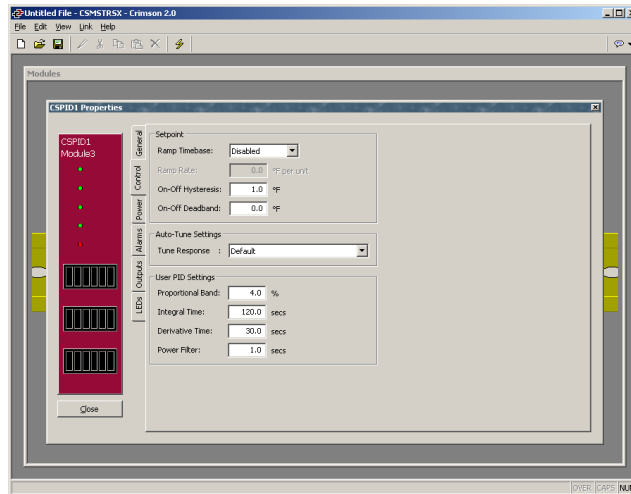 Untitled File - CSMSTRSX - Crimson 2.0
File Edit View Link Help
Modules
CSPID1 Properties
CSPID1
Module3
General
Control
Power
Alarms
Outputs
LEDs
Setpoint
Ramp Timebase: Disabled
Ramp Rate: 0.0 °F per unit
On-Off Hysteresis: 1.0 °F
On-Off Deadband: 0.0 °F
Auto-Tune Settings
Tune Response : Default
User PID Settings
Proportional Band: 4.0 %
Integral Time: 120.0 secs
Derivative Time: 30.0 secs
Power Filter: 1.0 secs
Close
OVER CAPS NUM